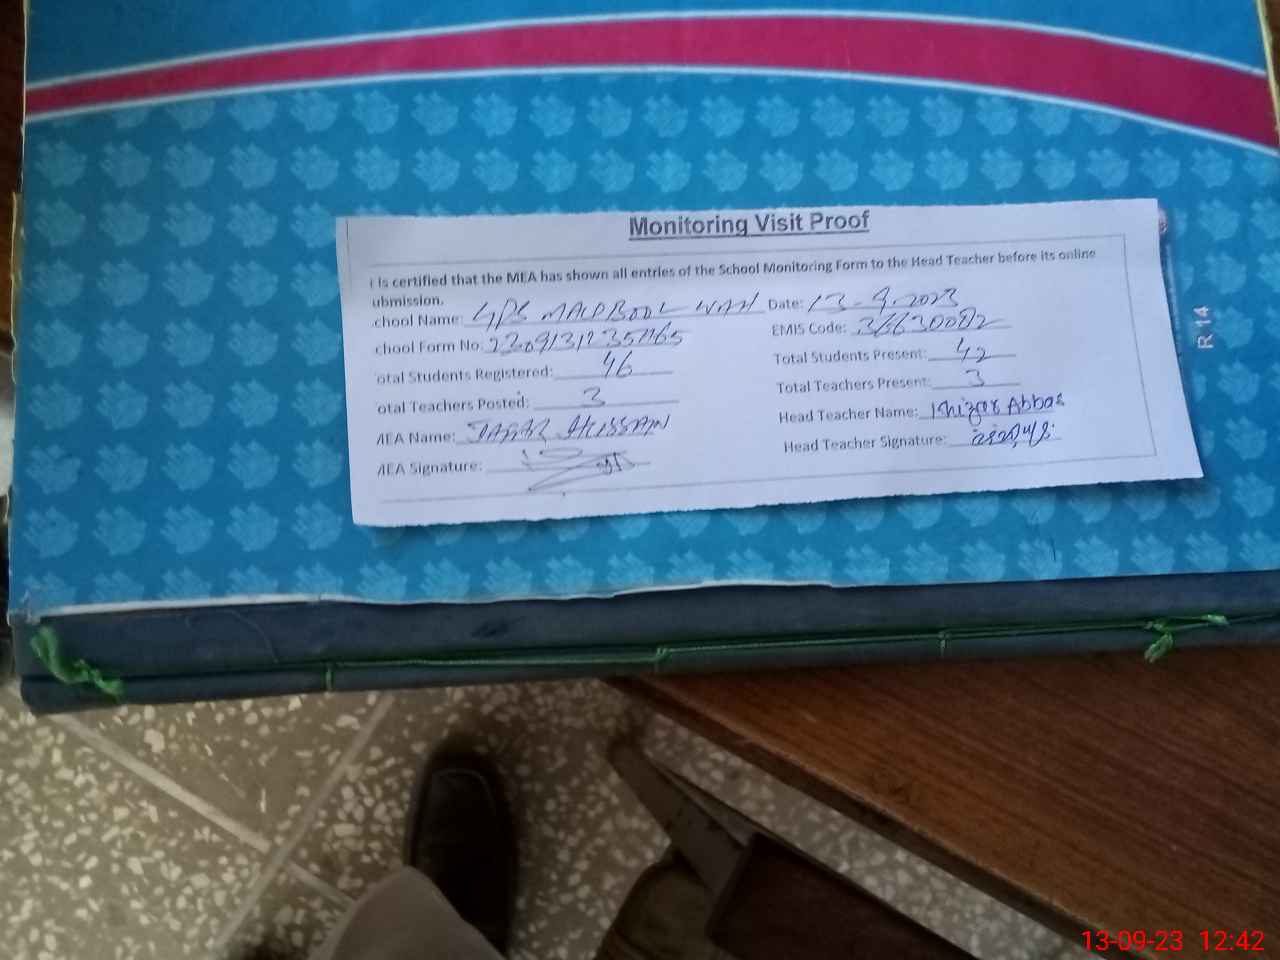 Monitoring Visit Proof
t is certified that the MEA has shown all entries of the School Monitoring Form to the Head Teacher before its online
ubmission.
chool Name: GPS MAQBOOL WAH Date: 13-9-2023
chool Form No: EMIS Code:
otal Students Registered: 46 Total Students Present: 42
otal Teachers Posted: 3 Total Teachers Present: 3
MEA Name: HUSSAIN Head Teacher Name: Khizar Abbas
MEA Signature: Head Teacher Signature:
R 14
13-09-23 12:42